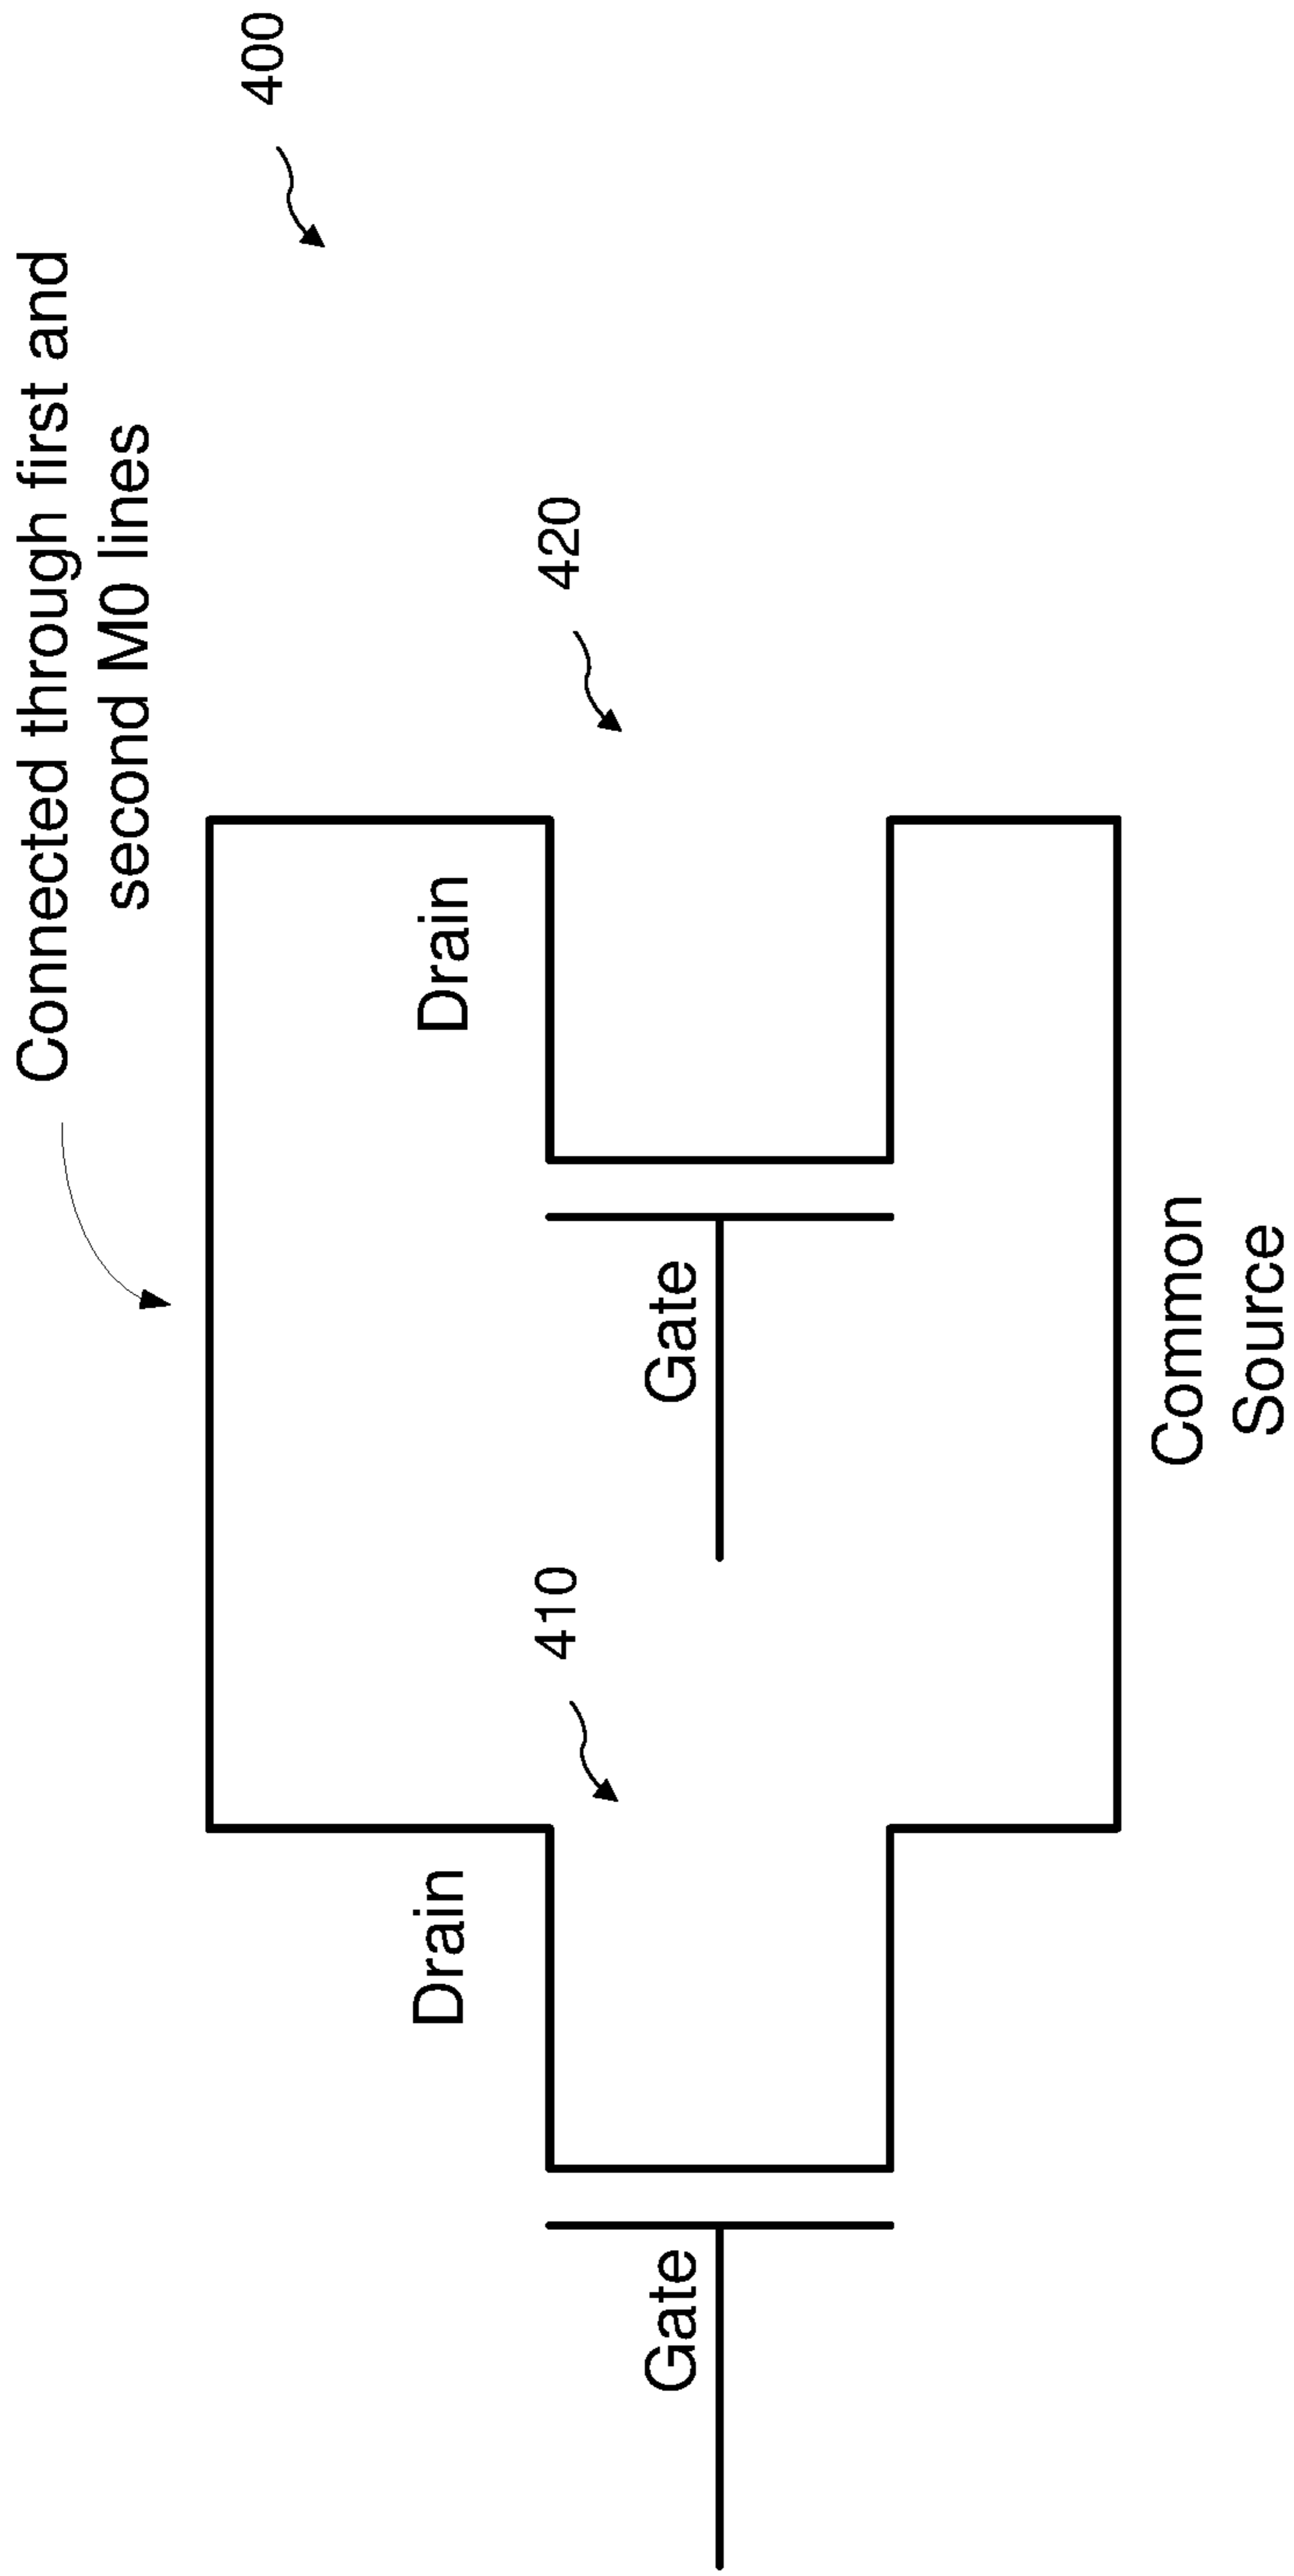 Connected through first and
second M0 lines
400
420
410
Drain
Drain
Gate
Gate
Common
Source